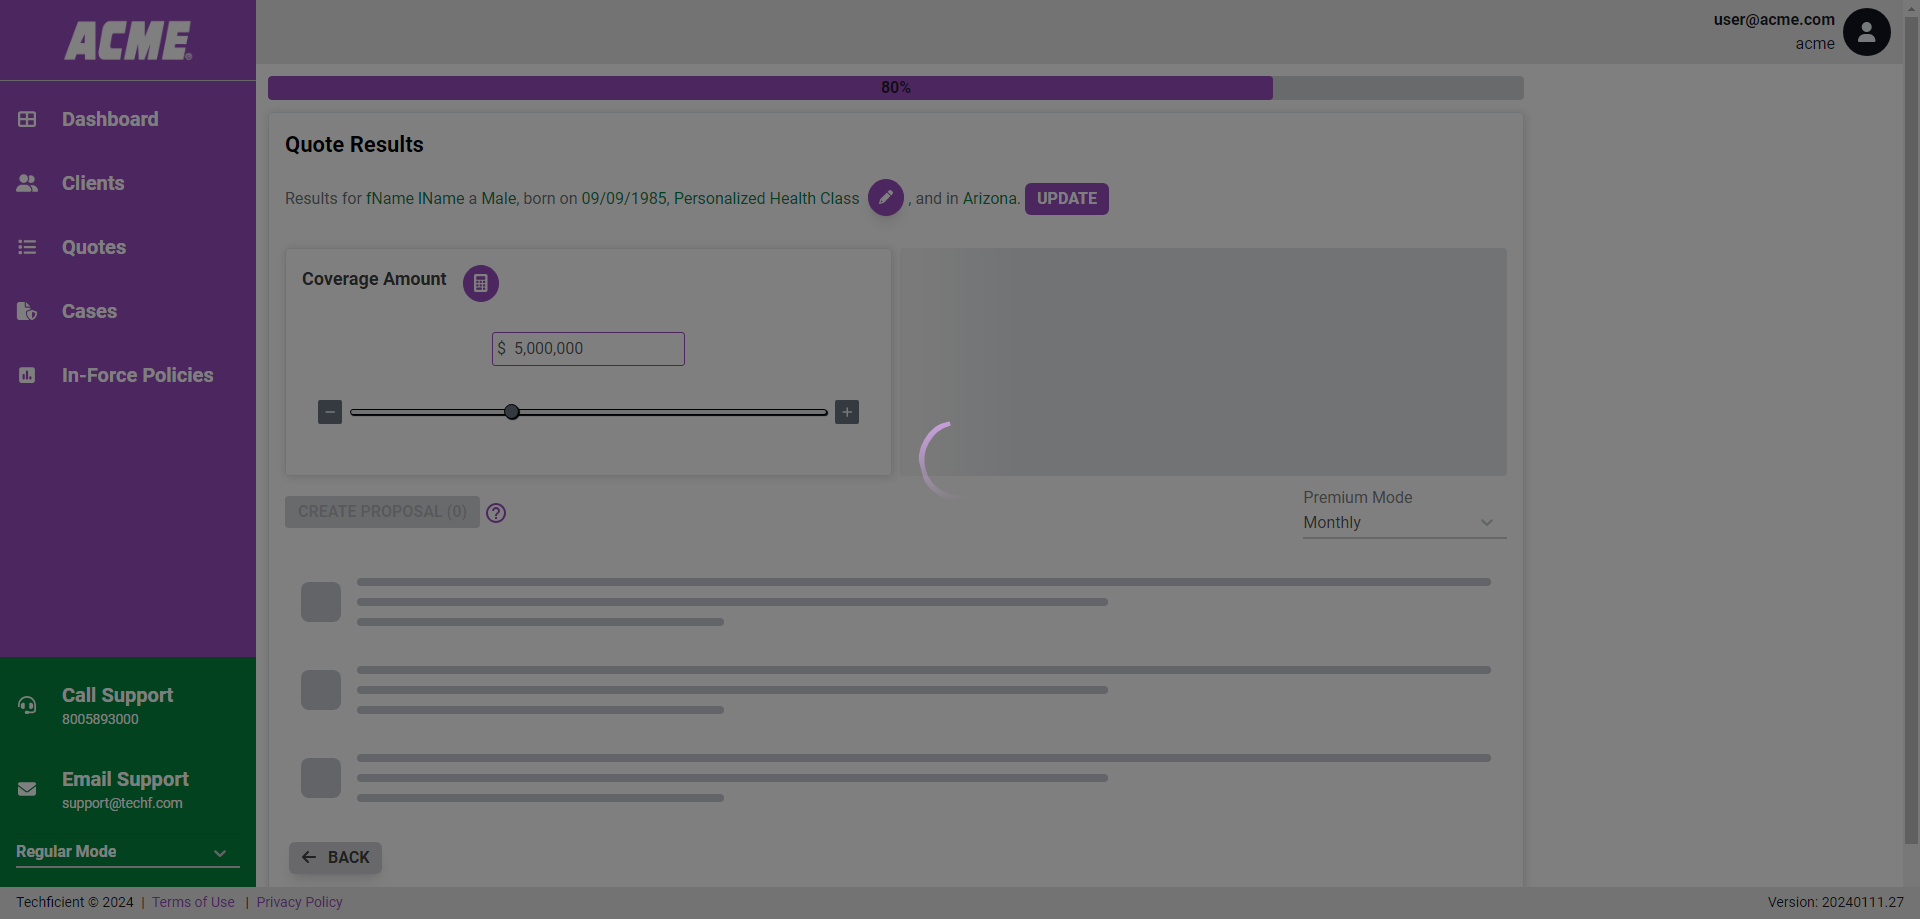 ACME®
user@acme.com
acme
80%
Dashboard
Clients
Quotes
Cases
In-Force Policies
Quote Results
Results for fName lName a Male, born on 09/09/1985, Personalized Health Class , and in Arizona. UPDATE
Coverage Amount
$ 5,000,000
CREATE PROPOSAL (0)
Premium Mode
Monthly
BACK
Call Support
8005893000
Email Support
support@techf.com
Regular Mode
Techficient © 2024 | Terms of Use | Privacy Policy
Version: 20240111.27